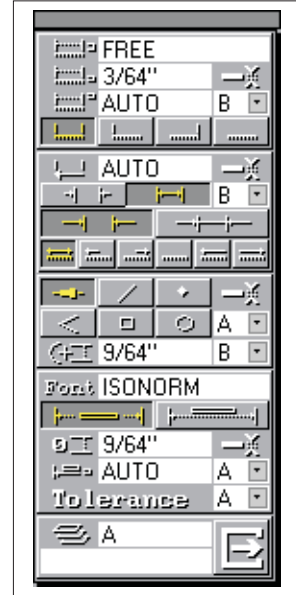 FREE
3/64"
AUTO B
AUTO
B
A
9/64" B
Font ISONORM
9/64"
AUTO A
Tolerance A
A